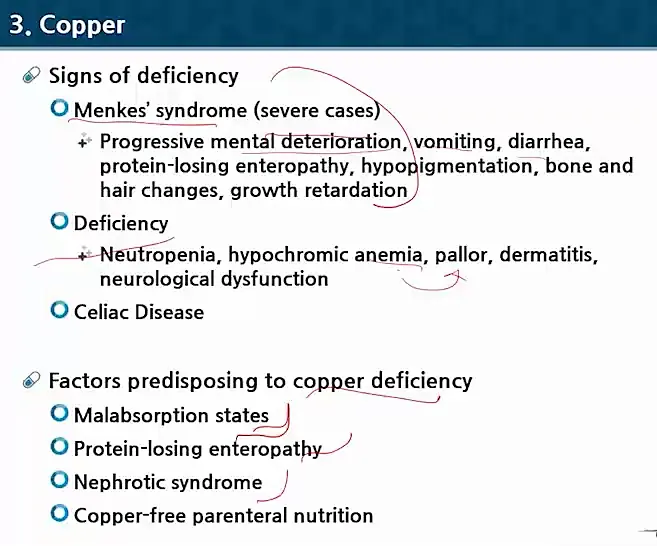 3. Copper
Signs of deficiency
Menkes' syndrome (severe cases)
Progressive mental deterioration, vomiting, diarrhea,
protein-losing enteropathy, hypopigmentation, bone and
hair changes, growth retardation
Deficiency
Neutropenia, hypochromic anemia, pallor, dermatitis,
neurological dysfunction
Celiac Disease
Factors predisposing to copper deficiency
Malabsorption states
Protein-losing enteropathy
Nephrotic syndrome
Copper-free parenteral nutrition